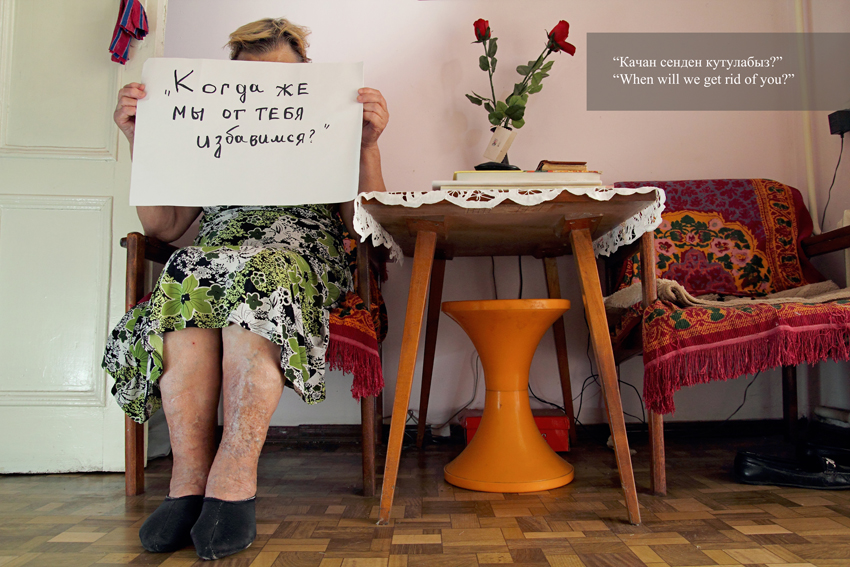 „Когда же
мы от тебя
избавимся?"
“Качан сенден кутулабыз?”
“When will we get rid of you?”